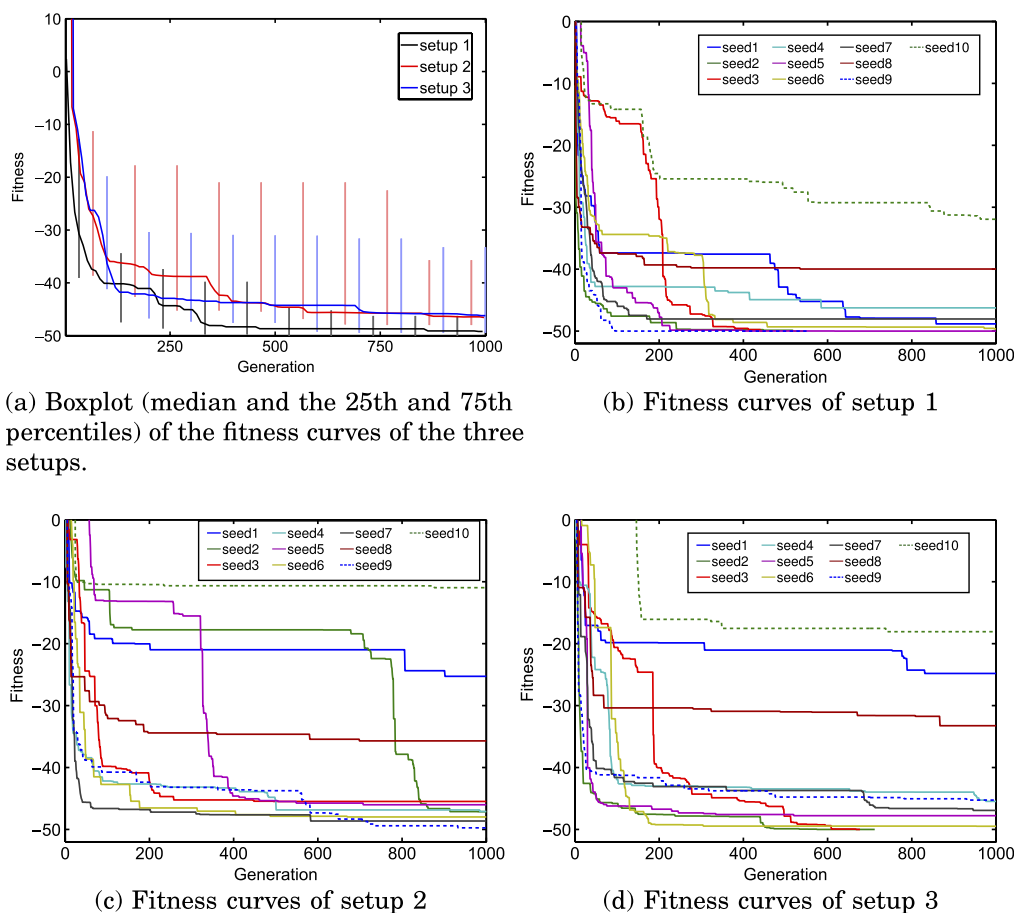 10
0
−10
−20
−30
−40
−50
Fitness
250
500
750
1000
Generation
setup 1
setup 2
setup 3
(a) Boxplot (median and the 25th and 75th
percentiles) of the fitness curves of the three
setups.
0
−10
−20
−30
−40
−50
Fitness
0
200
400
600
800
1000
Generation
seed1 seed4 seed7 seed10
seed2 seed5 seed8
seed3 seed6 seed9
(b) Fitness curves of setup 1
0
−10
−20
−30
−40
−50
Fitness
0
200
400
600
800
1000
Generation
seed1 seed4 seed7 seed10
seed2 seed5 seed8
seed3 seed6 seed9
(c) Fitness curves of setup 2
0
−10
−20
−30
−40
−50
Fitness
0
200
400
600
800
1000
Generation
seed1 seed4 seed7 seed10
seed2 seed5 seed8
seed3 seed6 seed9
(d) Fitness curves of setup 3